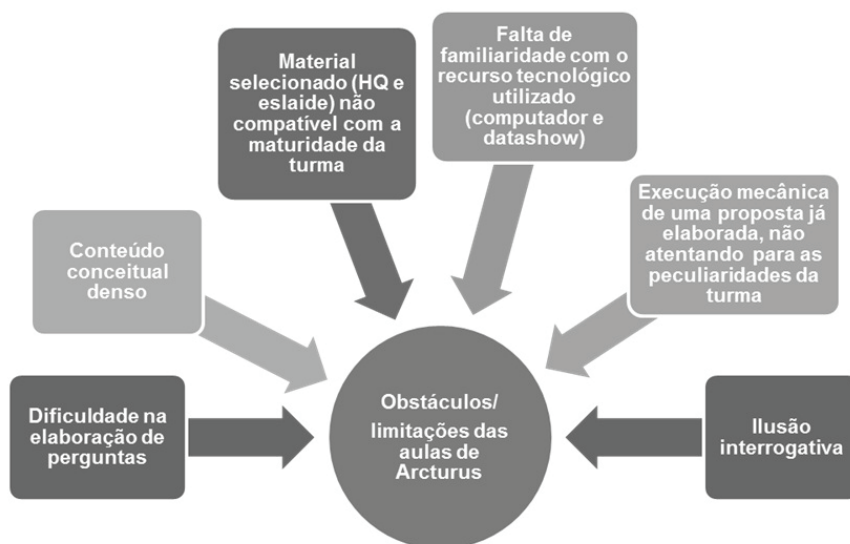 Material
selecionado (HQ e
eslaide) não
compatível com a
maturidade da
turma
Falta de
familiaridade com o
recurso tecnológico
utilizado
(computador e
datashow)
Conteúdo
conceitual
denso
Execução mecânica
de uma proposta já
elaborada, não
atentando para as
peculiaridades da
turma
Dificuldade na
elaboração de
perguntas
Obstáculos/
limitações das
aulas de
Arcturus
Ilusão
interrogativa